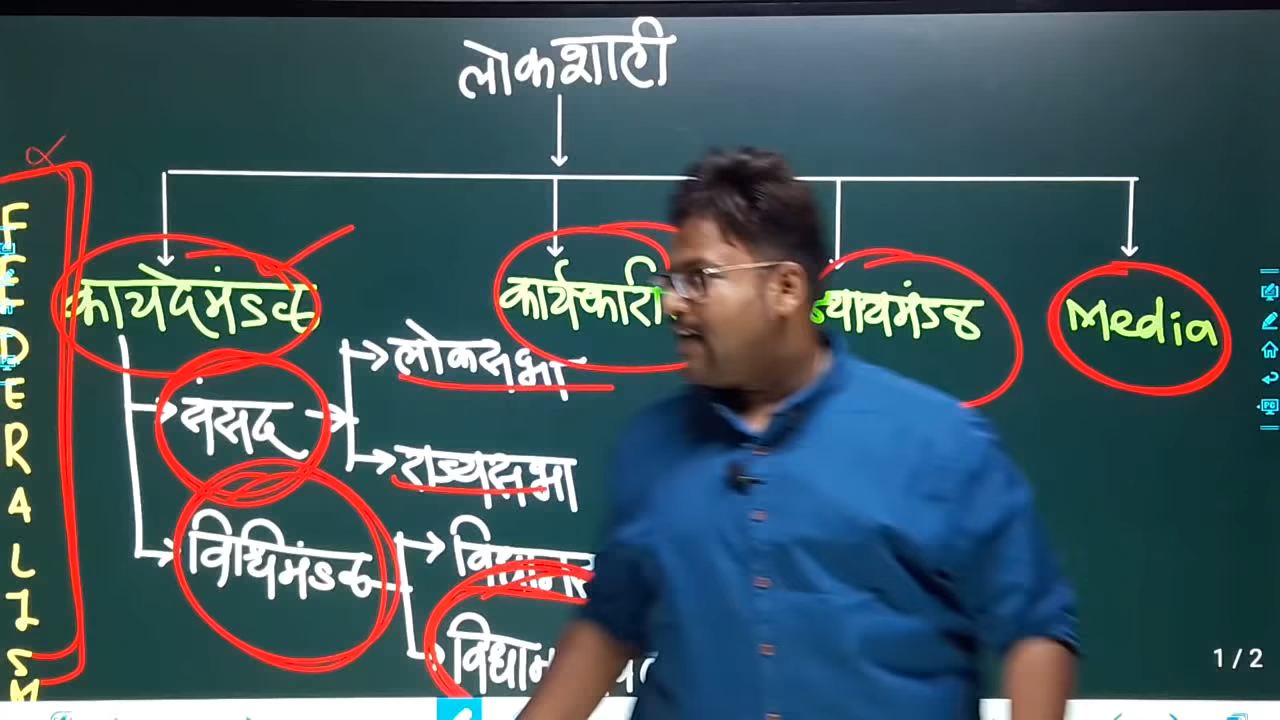 लोकशाही
कायदेमंडळ
कार्यकारी
न्यायमंडळ
Media
लोकसभा
संसद
राज्यसभा
विधिमंडळ
FEDERALISM
1/2